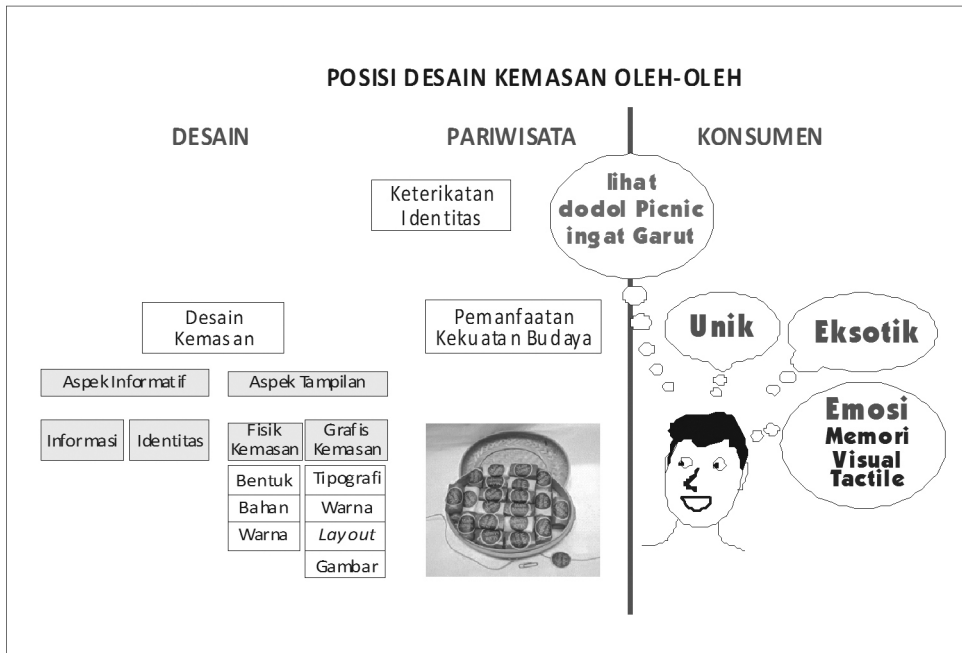 POSISI DESAIN KEMASAN OLEH-OLEH
DESAIN
PARIWISATA
KONSUMEN
Keterikatan
Identitas
lihat
dodol Picnic
ingat Garut
Desain
Kemasan
Pemanfaatan
Kekuatan Budaya
Unik
Eksotik
Aspek Informatif
Aspek Tampilan
Emosi
Memori
Visual
Tactile
Informasi
Identitas
Fisik
Kemasan
Grafis
Kemasan
Bentuk
Tipografi
Bahan
Warna
Warna
Layout
Gambar